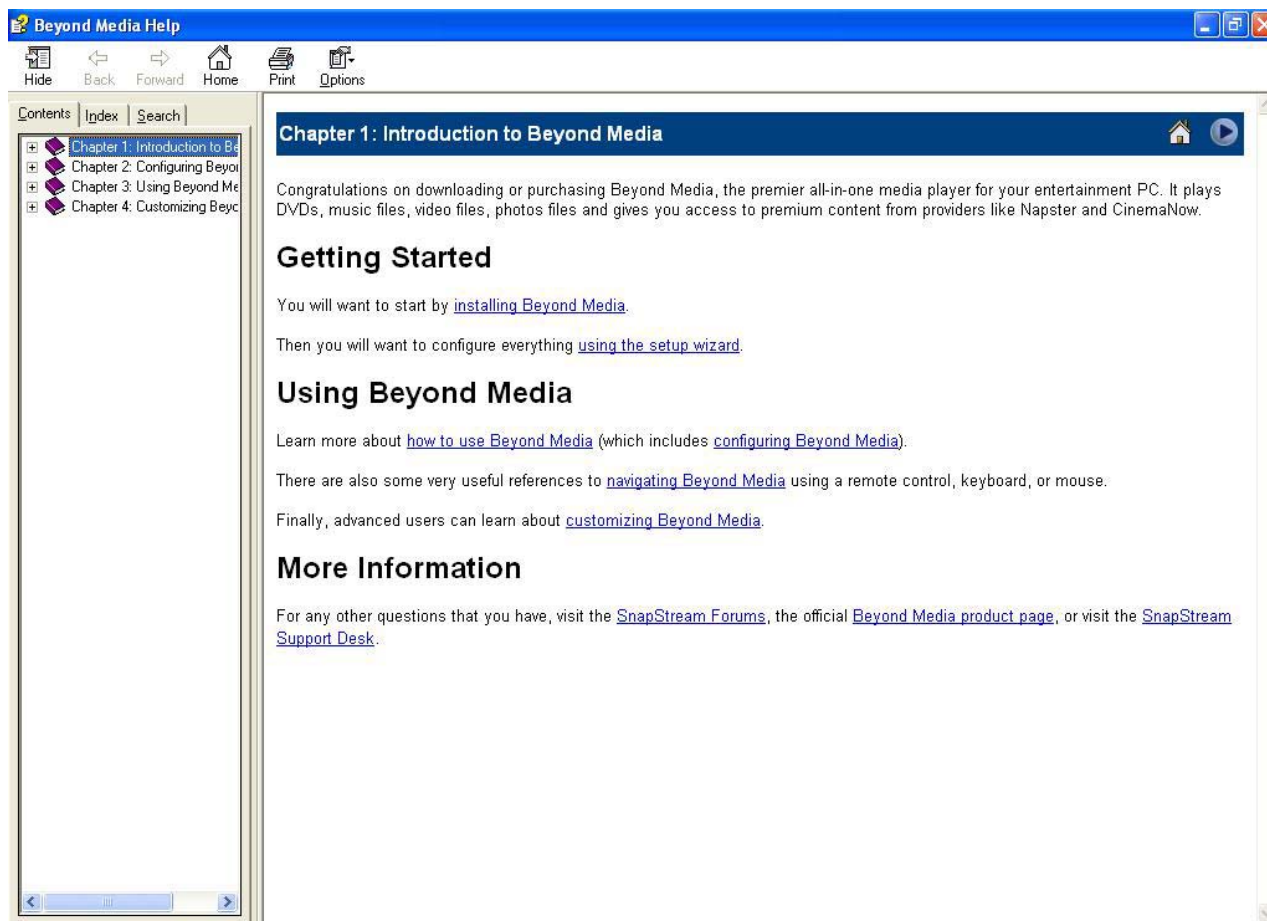 Beyond Media Help
Hide Back Forward Home Print Options
Contents Index Search
Chapter 1: Introduction to Be
Chapter 2: Configuring Beyon
Chapter 3: Using Beyond Me
Chapter 4: Customizing Beyo
Chapter 1: Introduction to Beyond Media
Congratulations on downloading or purchasing Beyond Media, the premier all-in-one media player for your entertainment PC. It plays
DVDs, music files, video files, photos files and gives you access to premium content from providers like Napster and CinemaNow.
Getting Started
You will want to start by installing Beyond Media.
Then you will want to configure everything using the setup wizard.
Using Beyond Media
Learn more about how to use Beyond Media (which includes configuring Beyond Media).
There are also some very useful references to navigating Beyond Media using a remote control, keyboard, or mouse.
Finally, advanced users can learn about customizing Beyond Media.
More Information
For any other questions that you have, visit the SnapStream Forums, the official Beyond Media product page, or visit the SnapStream
Support Desk.